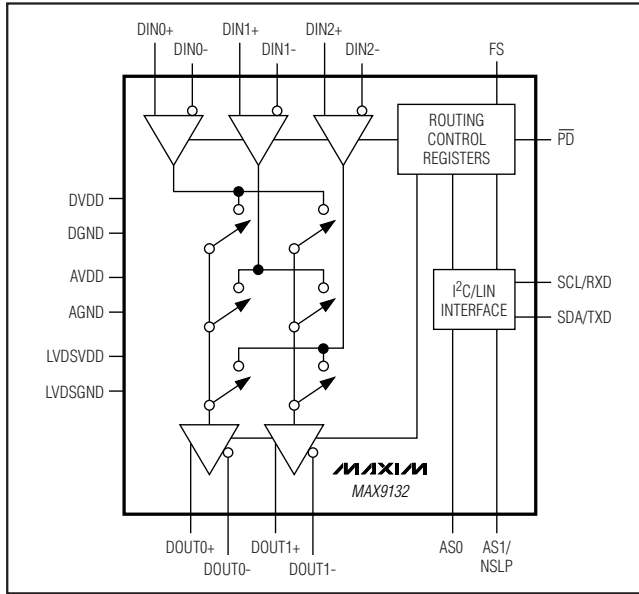 DIN0+ DIN1+ DIN2+
DIN0- DIN1- DIN2- FS
ROUTING
CONTROL
REGISTERS
PD
DVDD
DGND
AVDD
AGND
LVDSVDD
LVDSGND
I²C/LIN
INTERFACE
SCL/RXD
SDA/TXD
MAXIM
MAX9132
DOUT0+ DOUT1+ AS0 AS1/
DOUT0- DOUT1- NSLP